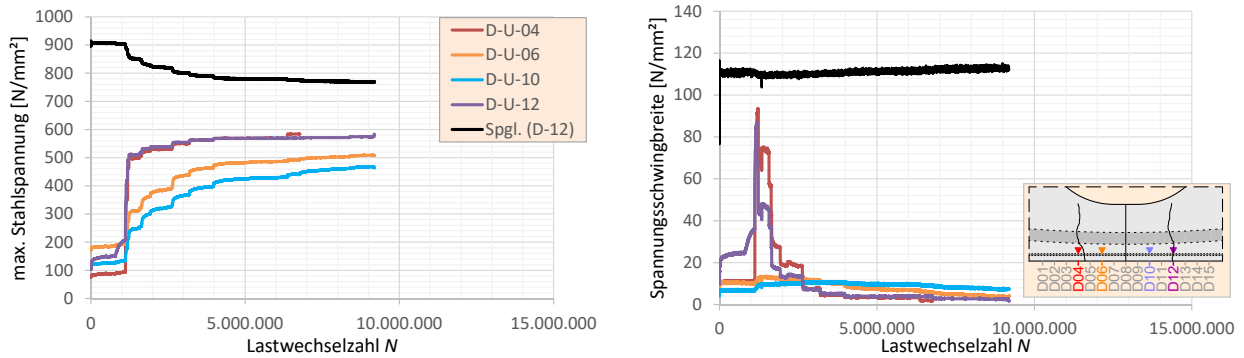 max. Stahlspannung [N/mm²]
1000
900
800
700
600
500
400
300
200
100
0
0
5.000.000
10.000.000
15.000.000
Lastwechselzahl N
D-U-04
D-U-06
D-U-10
D-U-12
Spgl. (D-12)
Spannungsschwingbreite [N/mm²]
140
120
100
80
60
40
20
0
0
5.000.000
10.000.000
15.000.000
Lastwechselzahl N
D01
D02
D03
D04
D05
D06
D07
D08
D09
D10
D11
D12
D13
D14
D15